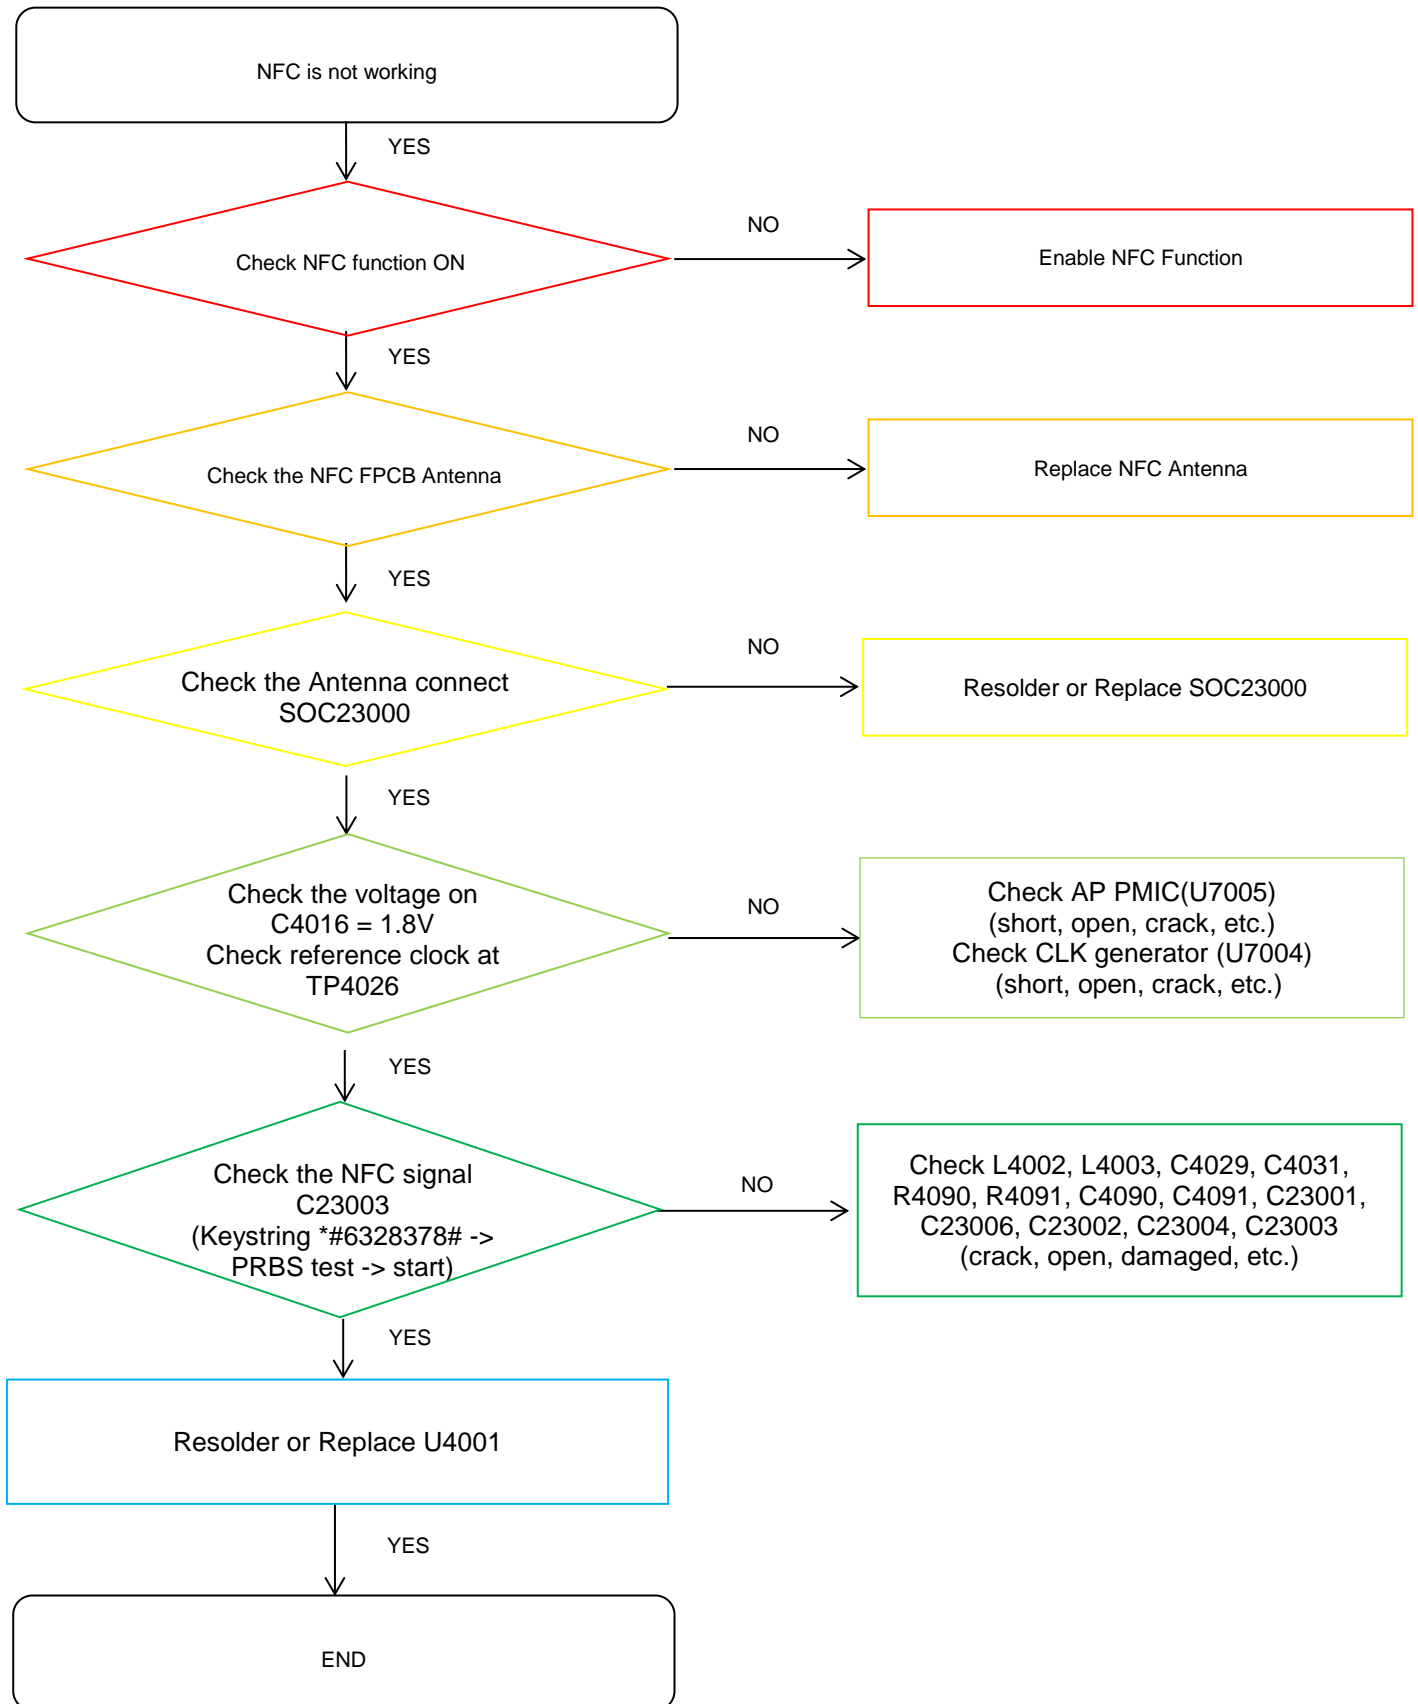 NFC is not working
YES
Check NFC function ON
NO
Enable NFC Function
YES
Check the NFC FPCB Antenna
NO
Replace NFC Antenna
YES
Check the Antenna connect
SOC23000
NO
Resolder or Replace SOC23000
YES
Check the voltage on
C4016 = 1.8V
Check reference clock at
TP4026
NO
Check AP PMIC(U7005)
(short, open, crack, etc.)
Check CLK generator (U7004)
(short, open, crack, etc.)
YES
Check the NFC signal
C23003
(Keystring *#6328378# ->
PRBS test -> start)
NO
Check L4002, L4003, C4029, C4031,
R4090, R4091, C4090, C4091, C23001,
C23006, C23002, C23004, C23003
(crack, open, damaged, etc.)
YES
Resolder or Replace U4001
YES
END